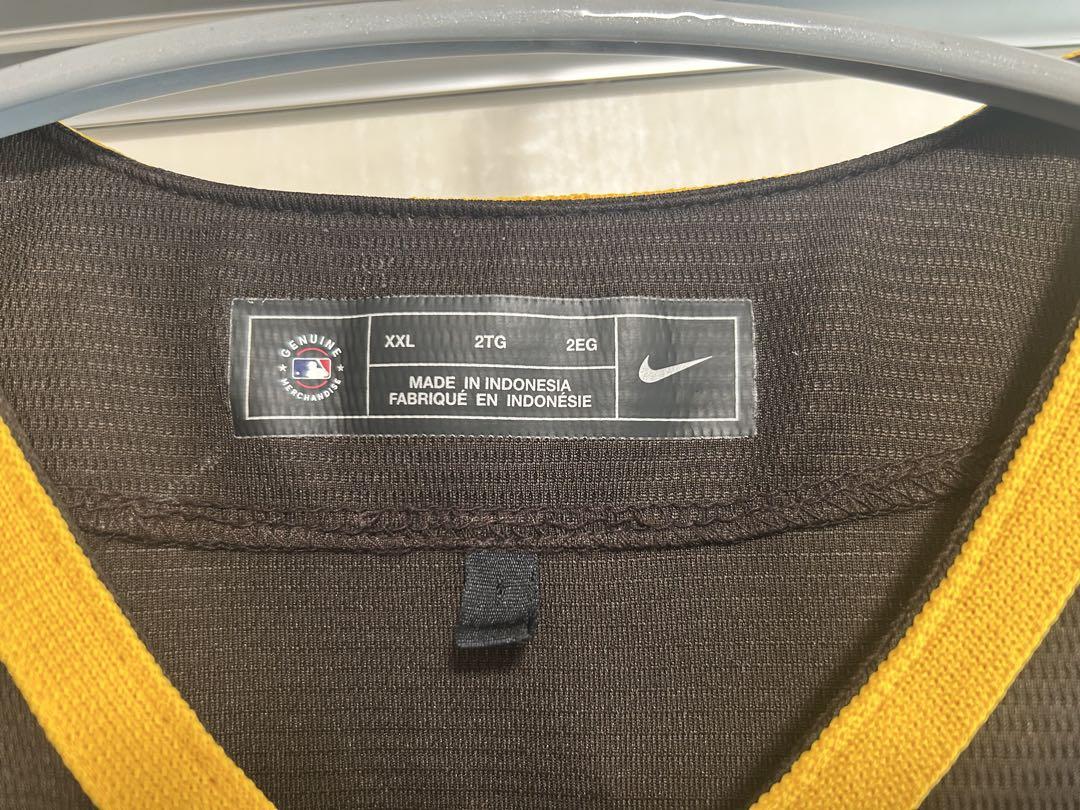 GENUINE
MERCHANDISE
XXL 2TG 2EG
MADE IN INDONESIA
FABRIQUÉ EN INDONÉSIE